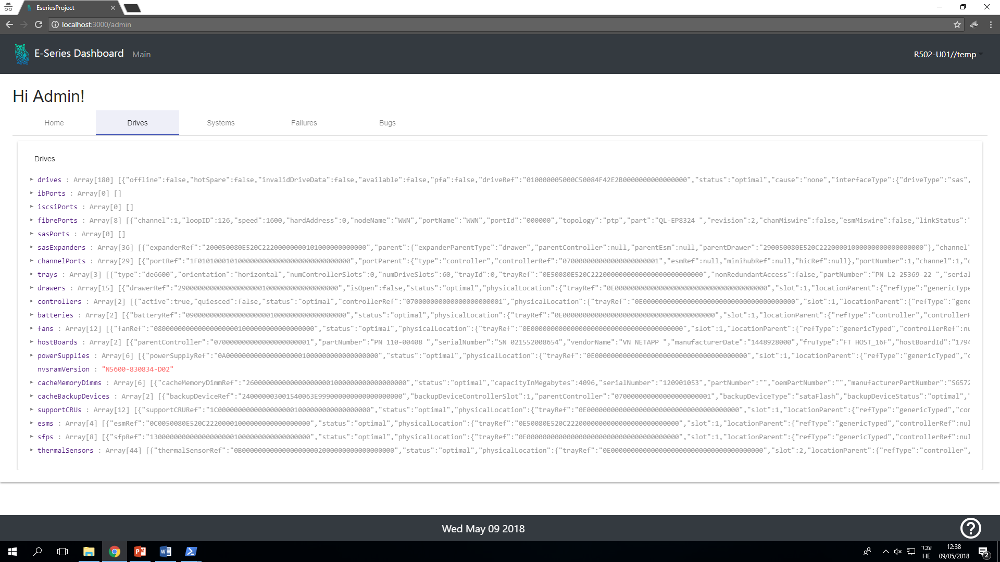 EseriesProject
localhost:3000/admin
E-Series Dashboard Main R502-U01//temp
Hi Admin!
Home Drives Systems Failures Bugs
Drives
drives : Array[180] [{"offline":false,"hotSpare":false,"invalidDriveData":false,"available":false,"pfa":false,"driveRef":"010000005000C50084F42E2B0000000000000000","status":"optimal","cause":"none","interfaceType":{"driveType":"sas",
ibPorts : Array[0] []
iscsiPorts : Array[0] []
fibrePorts : Array[8] [{"channel":1,"loopID":126,"speed":1600,"hardAddress":0,"nodeName":"WWN","portName":"WWN","portId":"000000","topology":"ptp","part":"QL-EP8324 ","revision":2,"chanMiswire":false,"esmMiswire":false,"linkStatus":"
sasPorts : Array[0] []
sasExpanders : Array[36] [{"expanderRef":"200050080E520C2220000000010100000000000","parent":{"expanderParentType":"drawer","parentController":null,"parentEsm":null,"parentDrawer":"290050080E520C22200001000000000000000000"},"channel"
channelPorts : Array[29] [{"portRef":"1F01010001010000000000000000000000000000","portParent":{"type":"controller","controllerRef":"070000000000000000000001","esmRef":null,"minihubRef":null,"hicRef":null},"portNumber":1,"channel":1,"c
trays : Array[3] [{"type":"de6600","orientation":"horizontal","numControllerSlots":0,"numDriveSlots":60,"trayId":0,"trayRef":"0E50080E520C2220000000000000000000000000","nonRedundantAccess":false,"partNumber":"PN L2-25369-22 ","serial
drawers : Array[15] [{"drawerRef":"2900000000000000000001000000000000000000","isOpen":false,"status":"optimal","physicalLocation":{"trayRef":"0E00000000000000000000000000000000000000","slot":1,"locationParent":{"refType":"genericType
controllers : Array[2] [{"active":true,"quiesced":false,"status":"optimal","controllerRef":"070000000000000000000001","physicalLocation":{"trayRef":"0E00000000000000000000000000000000000000","slot":1,"locationParent":{"refType":"gene
batteries : Array[2] [{"batteryRef":"0900000000000000000001000000000000000000","status":"optimal","physicalLocation":{"trayRef":"0E00000000000000000000000000000000000000","slot":1,"locationParent":{"refType":"controller","controllerR
fans : Array[12] [{"fanRef":"0800000000000000000001000000000000000000","status":"optimal","physicalLocation":{"trayRef":"0E00000000000000000000000000000000000000","slot":1,"locationParent":{"refType":"genericTyped","controllerRef":nu
hostBoards : Array[2] [{"parentController":"070000000000000000000001","partNumber":"PN 110-00408 ","serialNumber":"SN 021552008654","vendorName":"VN NETAPP ","manufacturerDate":"1448928000","fruType":"FT HOST_16F","hostBoardId":"1794
powerSupplies : Array[6] [{"powerSupplyRef":"0A00000000000000000001000000000000000000","status":"optimal","physicalLocation":{"trayRef":"0E00000000000000000000000000000000000000","slot":1,"locationParent":{"refType":"genericTyped","c
nvsramVersion : "N5600-830834-D02"
cacheMemoryDimms : Array[6] [{"cacheMemoryDimmRef":"2600000000000000000001000000000000000000","status":"optimal","capacityInMegabytes":4096,"serialNumber":"120901053","partNumber":"","oemPartNumber":"","manufacturerPartNumber":"SG572
cacheBackupDevices : Array[2] [{"backupDeviceRef":"240000003001540063E999000000000000000000","backupDeviceControllerSlot":1,"parentController":"070000000000000000000001","backupDeviceType":"sataFlash","backupDeviceStatus":"optimal","
supportCRUs : Array[12] [{"supportCRURef":"1C00000000000000000001000000000000000000","status":"optimal","physicalLocation":{"trayRef":"0E00000000000000000000000000000000000000","slot":1,"locationParent":{"refType":"genericTyped","con
esms : Array[4] [{"esmRef":"0C0050080E520C22200001000000000000000000","status":"optimal","physicalLocation":{"trayRef":"0E50080E520C2220000000000000000000000000","slot":1,"locationParent":{"refType":"genericTyped","controllerRef":nul
sfps : Array[8] [{"sfpRef":"1300000000000000000001000000000000000000","status":"optimal","physicalLocation":{"trayRef":"0E00000000000000000000000000000000000000","slot":1,"locationParent":{"refType":"genericTyped","controllerRef":nul
thermalSensors : Array[44] [{"thermalSensorRef":"0B00000000000000000002000000000000000000","status":"optimal","physicalLocation":{"trayRef":"0E00000000000000000000000000000000000000","slot":2,"locationParent":{"refType":"controller",
Wed May 09 2018
עבר 12:38
HE 09/05/2018 2